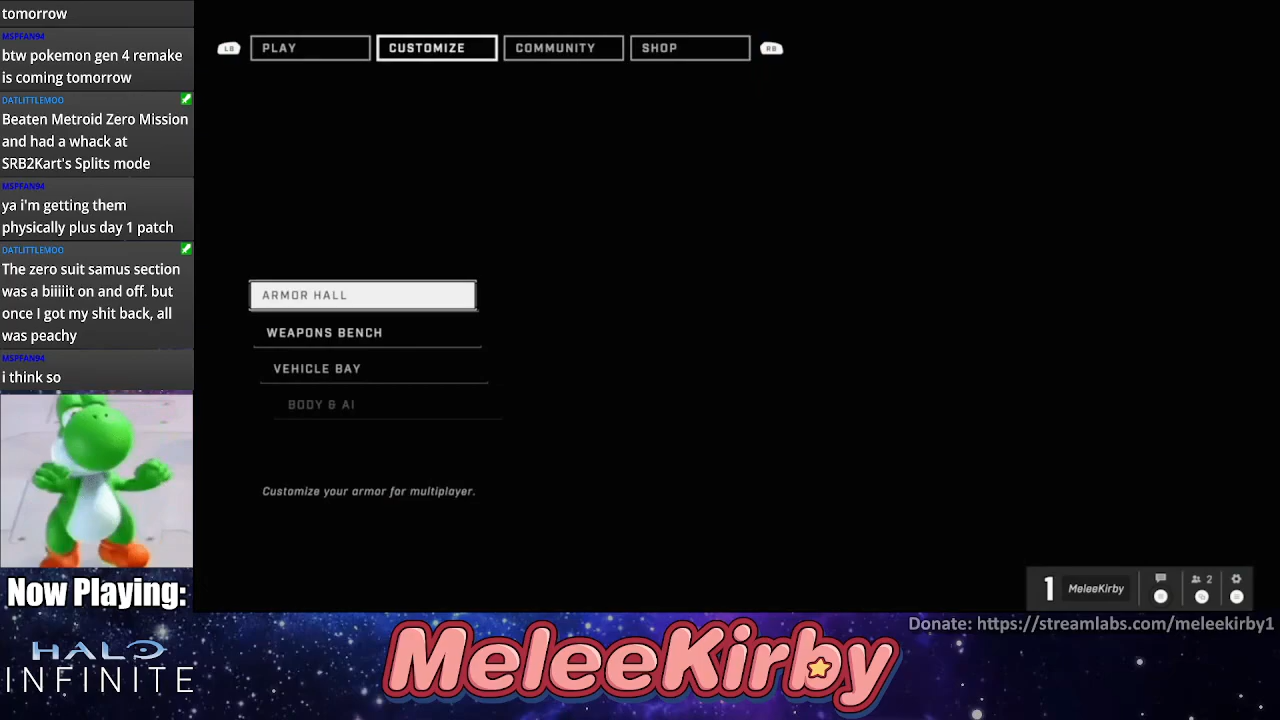 tomorrow
MSPFAN94
btw pokemon gen 4 remake
is coming tomorrow
DATLITTLEMOO
Beaten Metroid Zero Mission
and had a whack at
SRB2Kart's Splits mode
MSPFAN94
ya i'm getting them
physically plus day 1 patch
DATLITTLEMOO
The zero suit samus section
was a biiiit on and off. but
once I got my shit back, all
was peachy
MSPFAN94
i think so
Now Playing:
HALO
INFINITE
LB PLAY CUSTOMIZE COMMUNITY SHOP RB
ARMOR HALL
WEAPONS BENCH
VEHICLE BAY
BODY & AI
Customize your armor for multiplayer.
1 MeleeKirby 2
Donate: https://streamlabs.com/meleekirby1
MeleeKirby